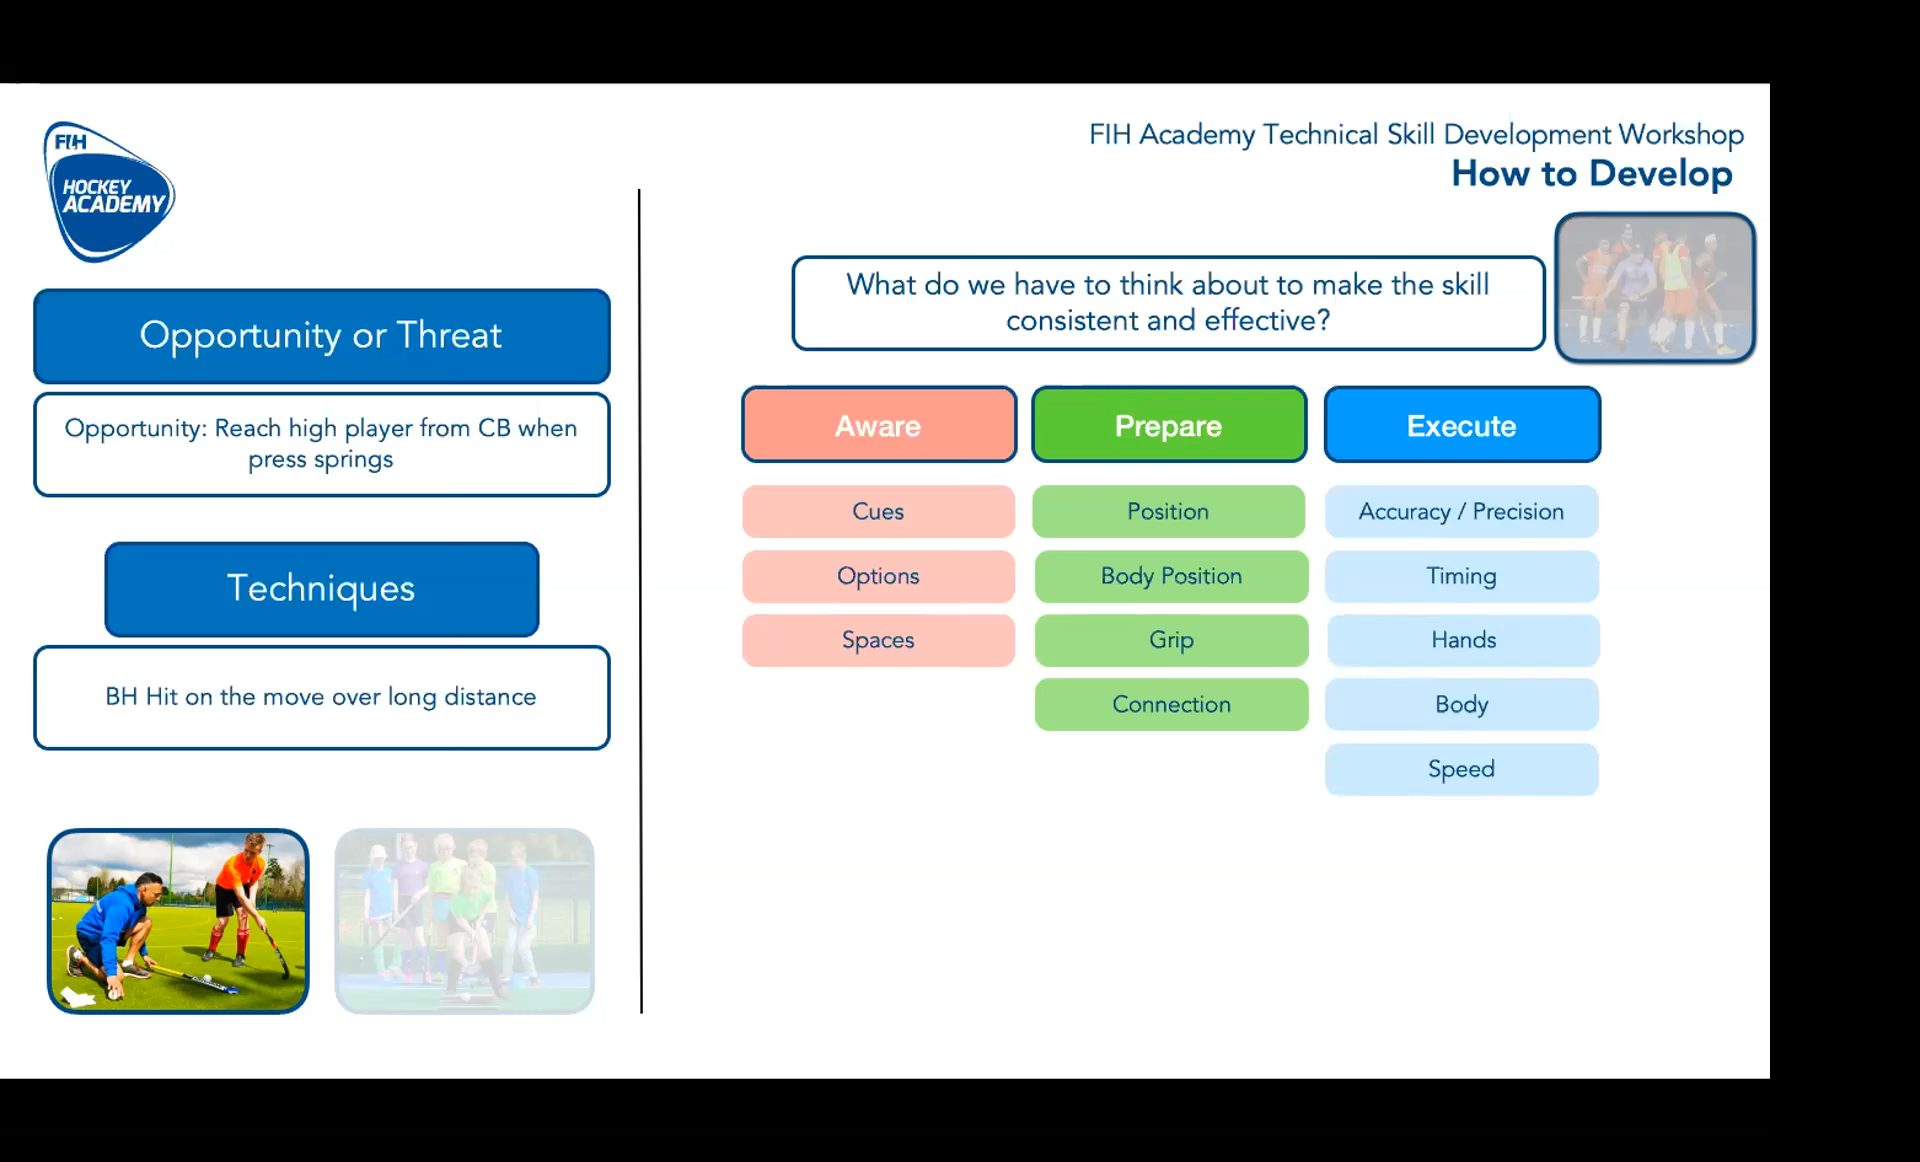 FIH
HOCKEY
ACADEMY
FIH Academy Technical Skill Development Workshop
How to Develop
Opportunity or Threat
Opportunity: Reach high player from CB when
press springs
Techniques
BH Hit on the move over long distance
What do we have to think about to make the skill
consistent and effective?
Aware
Cues
Options
Spaces
Prepare
Position
Body Position
Grip
Connection
Execute
Accuracy / Precision
Timing
Hands
Body
Speed